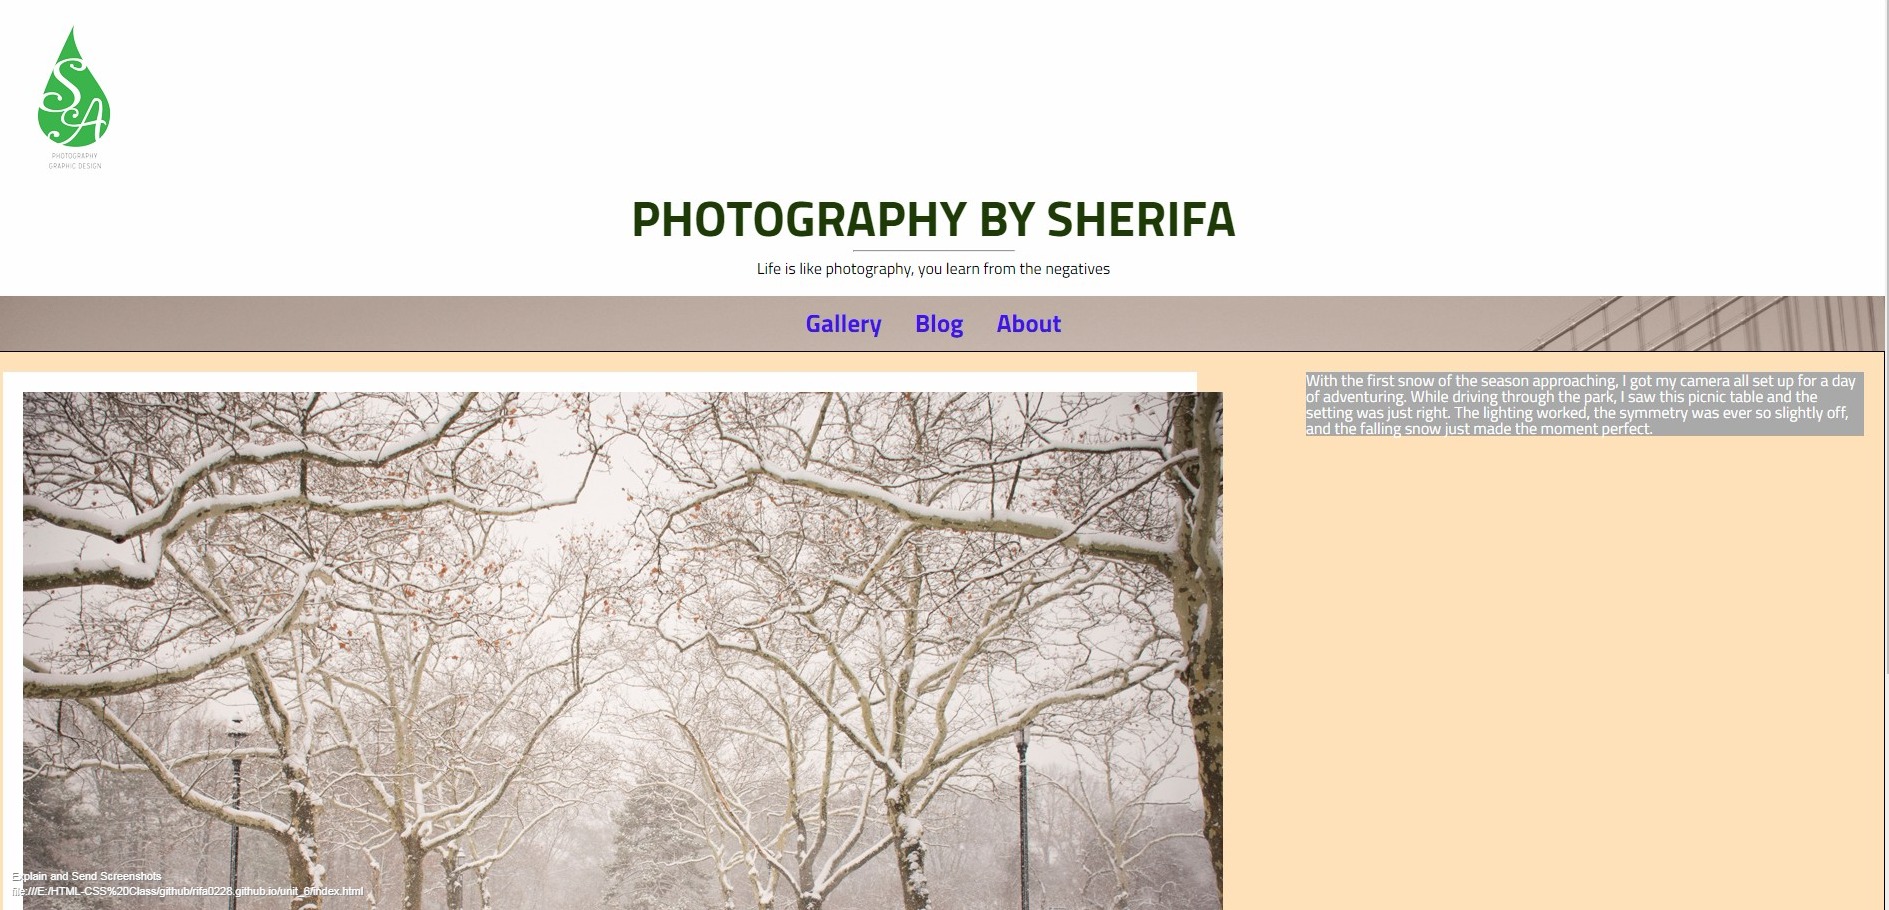 SA
PHOTOGRAPHY
GRAPHIC DESIGN
PHOTOGRAPHY BY SHERIFA
Life is like photography, you learn from the negatives
Gallery Blog About
With the first snow of the season approaching, I got my camera all set up for a day
of adventuring. While driving through the park, I saw this picnic table and the
setting was just right. The lighting worked, the symmetry was ever so slightly off,
and the falling snow just made the moment perfect.
Explain and Send Screenshots
file:///E:/HTML-CSS%20Class/github/rifa0228.github.io/unit_6/index.html